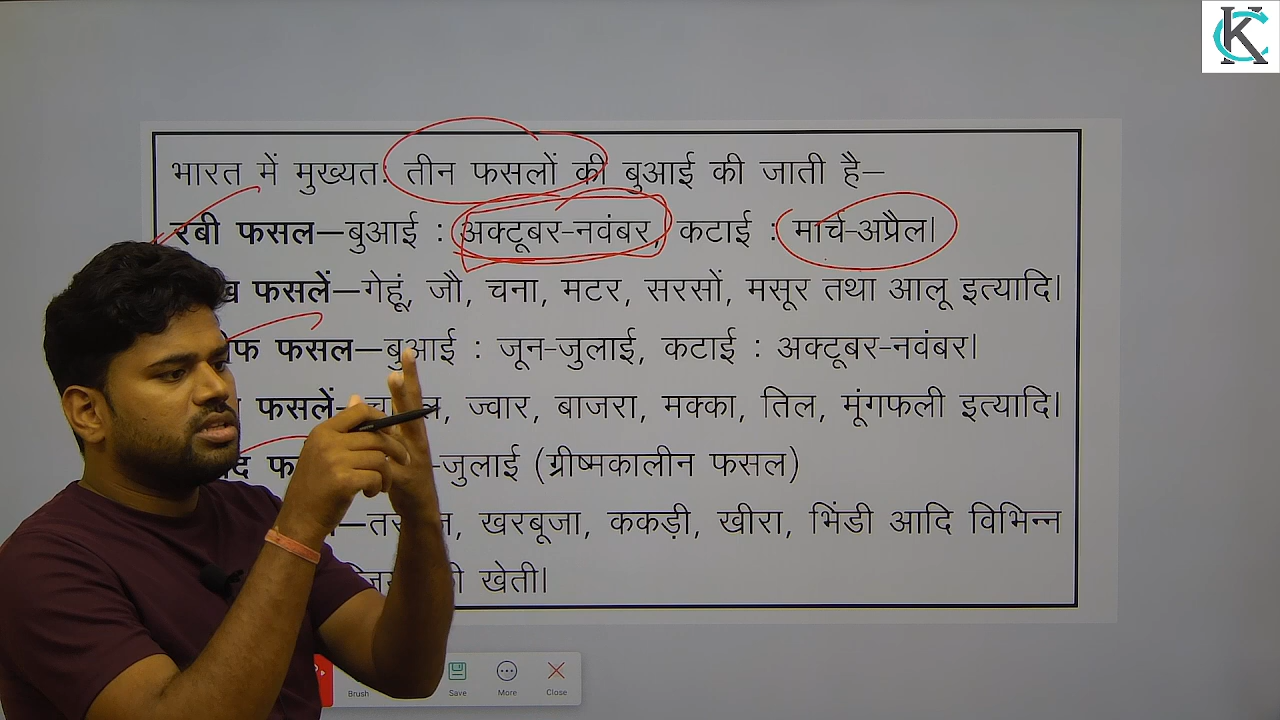 भारत में मुख्यतः तीन फसलों की बुआई की जाती है–
रबी फसल–बुआई : अक्टूबर-नवंबर, कटाई : मार्च-अप्रैल।
फसलें–गेहूं, जौ, चना, मटर, सरसों, मसूर तथा आलू इत्यादि।
फसल–बुआई : जून-जुलाई, कटाई : अक्टूबर-नवंबर।
फसलें– ज्वार, बाजरा, मक्का, तिल, मूंगफली इत्यादि।
-जुलाई (ग्रीष्मकालीन फसल)
खरबूजा, ककड़ी, खीरा, भिंडी आदि विभिन्न
खेती।
Brush Save More Close